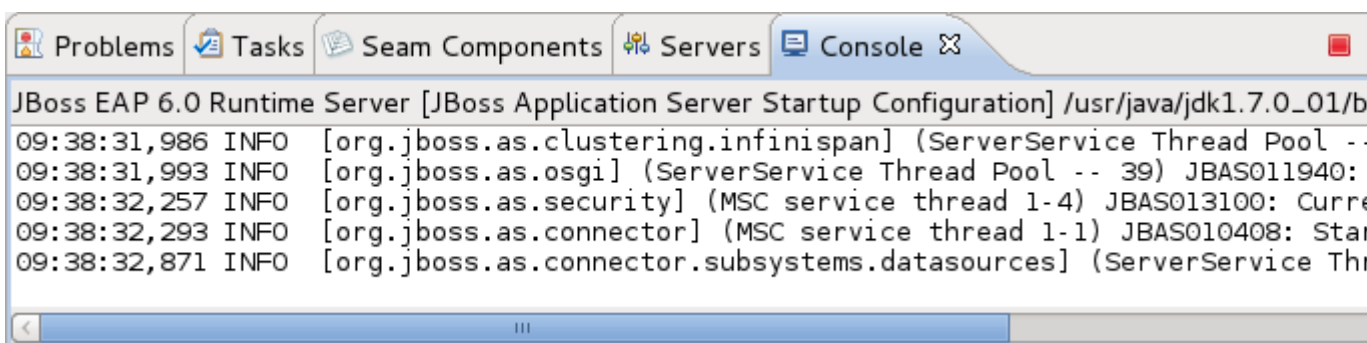 Problems Tasks Seam Components Servers Console
JBoss EAP 6.0 Runtime Server [JBoss Application Server Startup Configuration] /usr/java/jdk1.7.0_01/b
09:38:31,986 INFO [org.jboss.as.clustering.infinispan] (ServerService Thread Pool --
09:38:31,993 INFO [org.jboss.as.osgi] (ServerService Thread Pool -- 39) JBAS011940:
09:38:32,257 INFO [org.jboss.as.security] (MSC service thread 1-4) JBAS013100: Curre
09:38:32,293 INFO [org.jboss.as.connector] (MSC service thread 1-1) JBAS010408: Star
09:38:32,871 INFO [org.jboss.as.connector.subsystems.datasources] (ServerService Thr